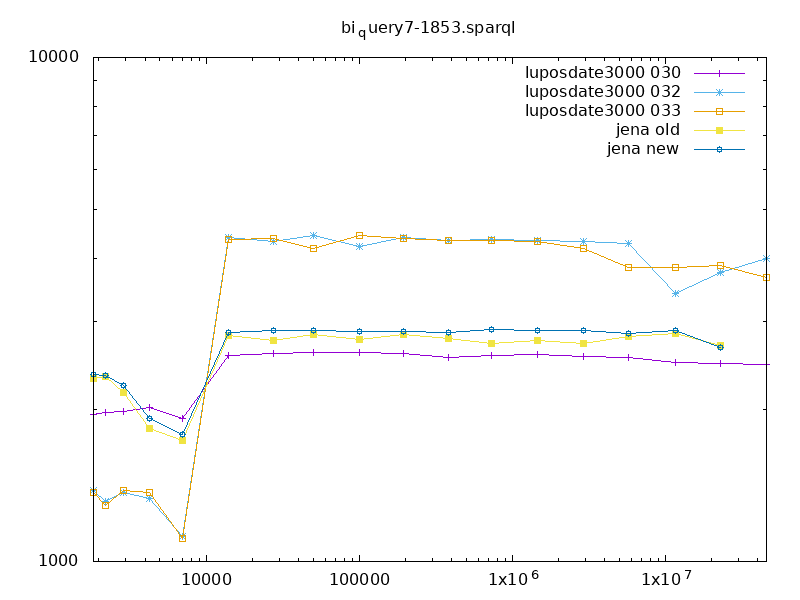 bi_query7-1853.sparql
10000
luposdate3000 030
luposdate3000 032
luposdate3000 033
jena old
jena new
1000
10000 100000 1x10^6 1x10^7